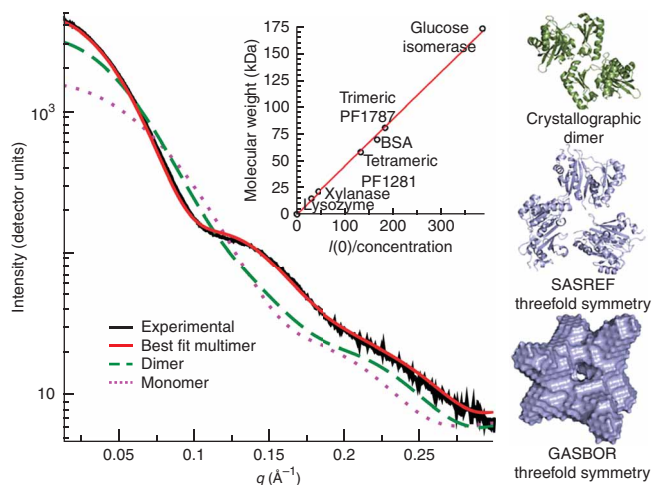 Intensity (detector units)
10³
10
0.05
0.1
0.15
0.2
0.25
q (Å⁻¹)
Experimental
Best fit multimer
Dimer
Monomer
Molecular weight (kDa)
175
150
125
100
75
50
25
0
0
100
200
300
I(0)/concentration
Glucose
isomerase
Trimeric
PF1787
BSA
Tetrameric
PF1281
Xylanase
Lysozyme
Crystallographic
dimer
SASREF
threefold symmetry
GASBOR
threefold symmetry